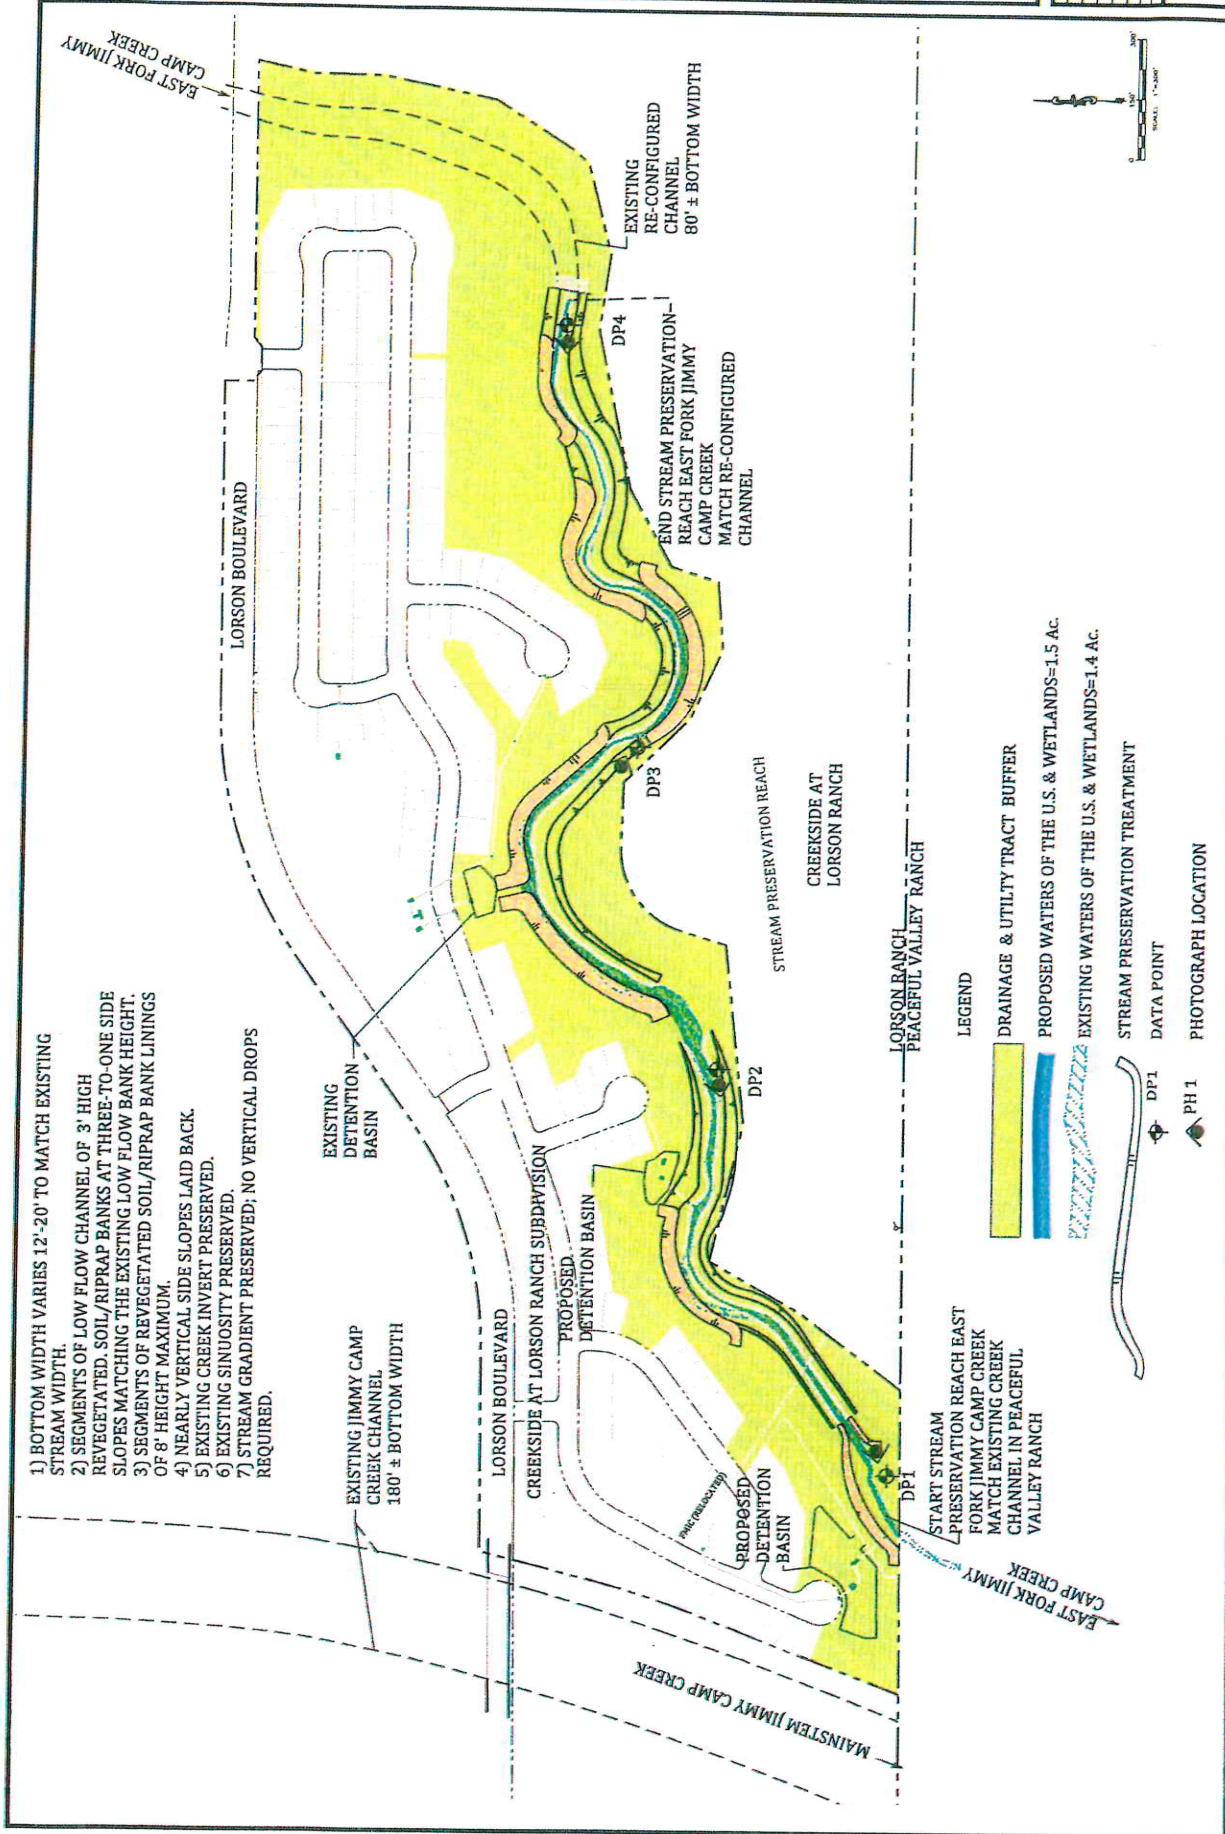 1) BOTTOM WIDTH VARIES 12'-20' TO MATCH EXISTING
STREAM WIDTH.
2) SEGMENTS OF LOW FLOW CHANNEL OF 3' HIGH
REVEGETATED. SOIL/RIPRAP BANKS AT THREE-TO-ONE SIDE
SLOPES MATCHING THE EXISTING LOW FLOW BANK HEIGHT.
3) SEGMENTS OF REVEGETATED SOIL/RIPRAP BANK LININGS
OF 8' HEIGHT MAXIMUM.
4) NEARLY VERTICAL SIDE SLOPES LAID BACK.
5) EXISTING CREEK INVERT PRESERVED.
6) EXISTING SINUOSITY PRESERVED.
7) STREAM GRADIENT PRESERVED; NO VERTICAL DROPS
REQUIRED.
EAST FORK JIMMY
CAMP CREEK
LORSON BOULEVARD
EXISTING
RE-CONFIGURED
CHANNEL
80' ± BOTTOM WIDTH
EXISTING
DETENTION
BASIN
EXISTING JIMMY CAMP
CREEK CHANNEL
180' ± BOTTOM WIDTH
LORSON BOULEVARD
CREEKSIDE AT LORSON RANCH SUBDIVISION
PROPOSED
DETENTION BASIN
DP4
END STREAM PRESERVATION
REACH EAST FORK JIMMY
CAMP CREEK
MATCH RE-CONFIGURED
CHANNEL
DP3
DP2
STREAM PRESERVATION REACH
CREEKSIDE AT
LORSON RANCH
FMIC (RELOCATED)
PROPOSED
DETENTION
BASIN
MAINSTEM JIMMY CAMP CREEK
DP1
START STREAM
PRESERVATION REACH EAST
FORK JIMMY CAMP CREEK
MATCH EXISTING CREEK
CHANNEL IN PEACEFUL
VALLEY RANCH
EAST FORK JIMMY
CAMP CREEK
LORSON RANCH
PEACEFUL VALLEY RANCH
LEGEND
DRAINAGE & UTILITY TRACT BUFFER
PROPOSED WATERS OF THE U.S. & WETLANDS=1.5 Ac.
EXISTING WATERS OF THE U.S. & WETLANDS=1.4 Ac.
STREAM PRESERVATION TREATMENT
DP1 DATA POINT
PH 1 PHOTOGRAPH LOCATION
0 150' 300'
SCALE: 1"=300'